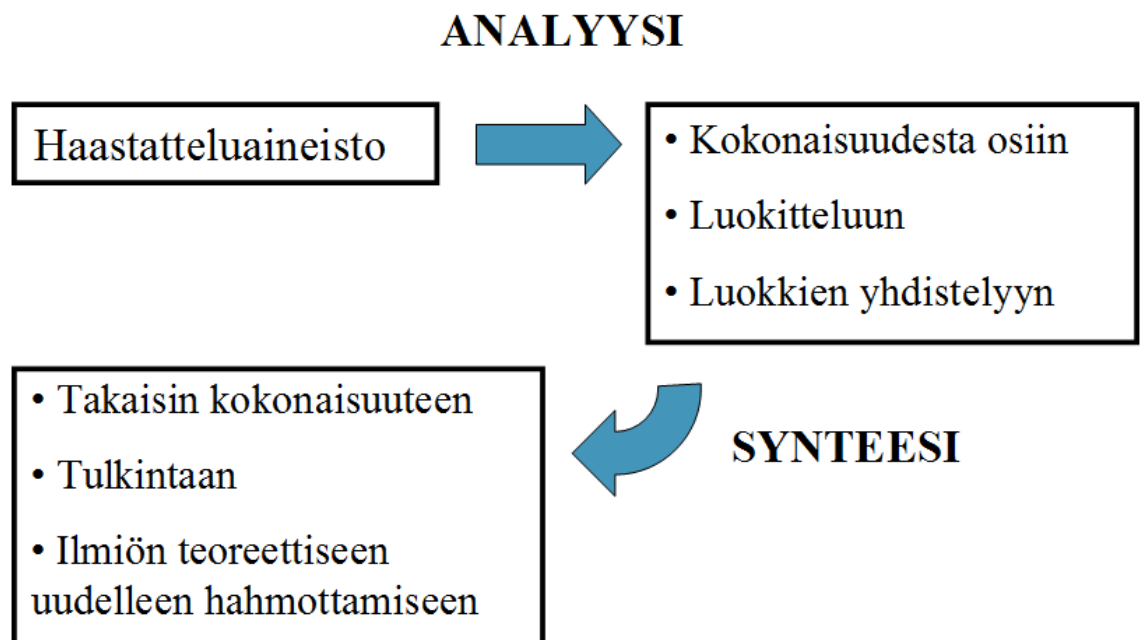 ANALYYSI
Haastatteluaineisto
• Kokonaisuudesta osiin
• Luokitteluun
• Luokkien yhdistelyyn
SYNTEESI
• Takaisin kokonaisuuteen
• Tulkintaan
• Ilmiön teoreettiseen
uudelleen hahmottamiseen